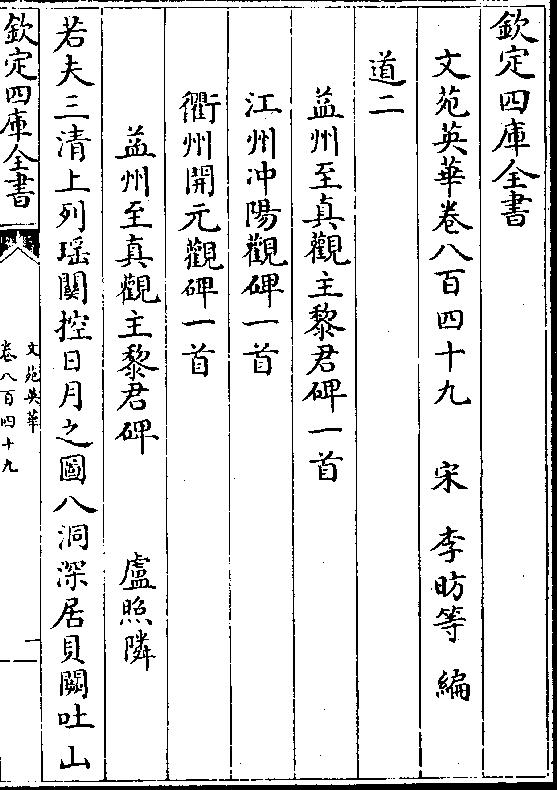 欽定四庫全書
文苑英華卷八百四十九 宋 李昉等 編
道二
益州至真觀主黎君碑一首
江州冲陽觀碑一首
衢州開元觀碑一首
益州至真觀主黎君碑 盧照隣
若夫三清上列瑶闕控日月之圖八洞深居貝闕吐山
欽定四庫全書
文苑英華
卷八百四十九
一